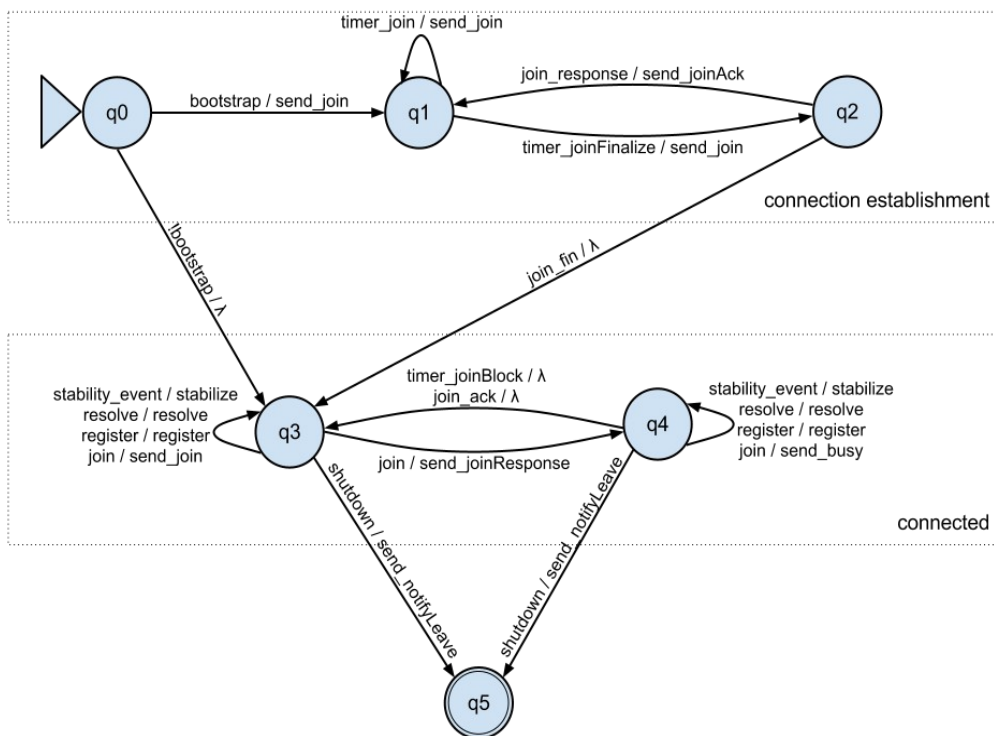 timer_join / send_join
join_response / send_joinAck
q0
bootstrap / send_join
q1
q2
timer_joinFinalize / send_join
connection establishment
!bootstrap / λ
join_fin / λ
stability_event / stabilize
resolve / resolve
register / register
join / send_join
q3
timer_joinBlock / λ
join_ack / λ
join / send_joinResponse
q4
stability_event / stabilize
resolve / resolve
register / register
join / send_busy
shutdown / send_notifyLeave
shutdown / send_notifyLeave
connected
q5